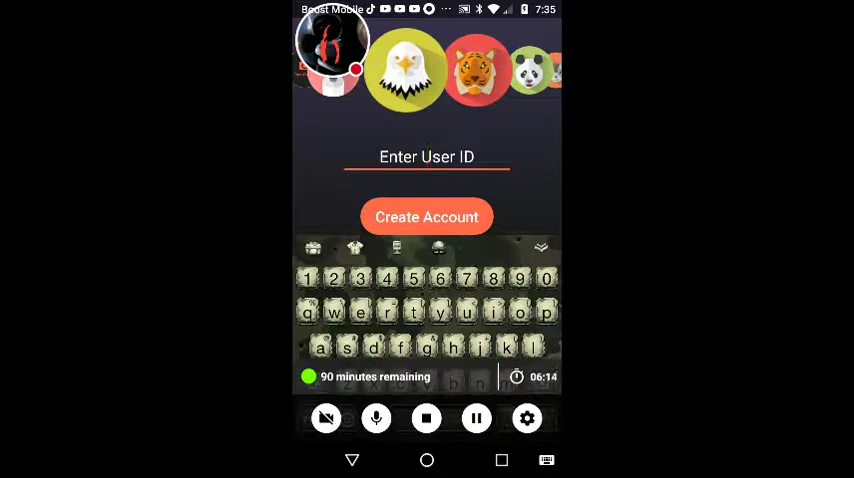 Boost Mobile
7:35
Enter User ID
Create Account
1 2 3 4 5 6 7 8 9 0
q w e r t y u i o p
a s d f g h j k l
90 minutes remaining
06:14